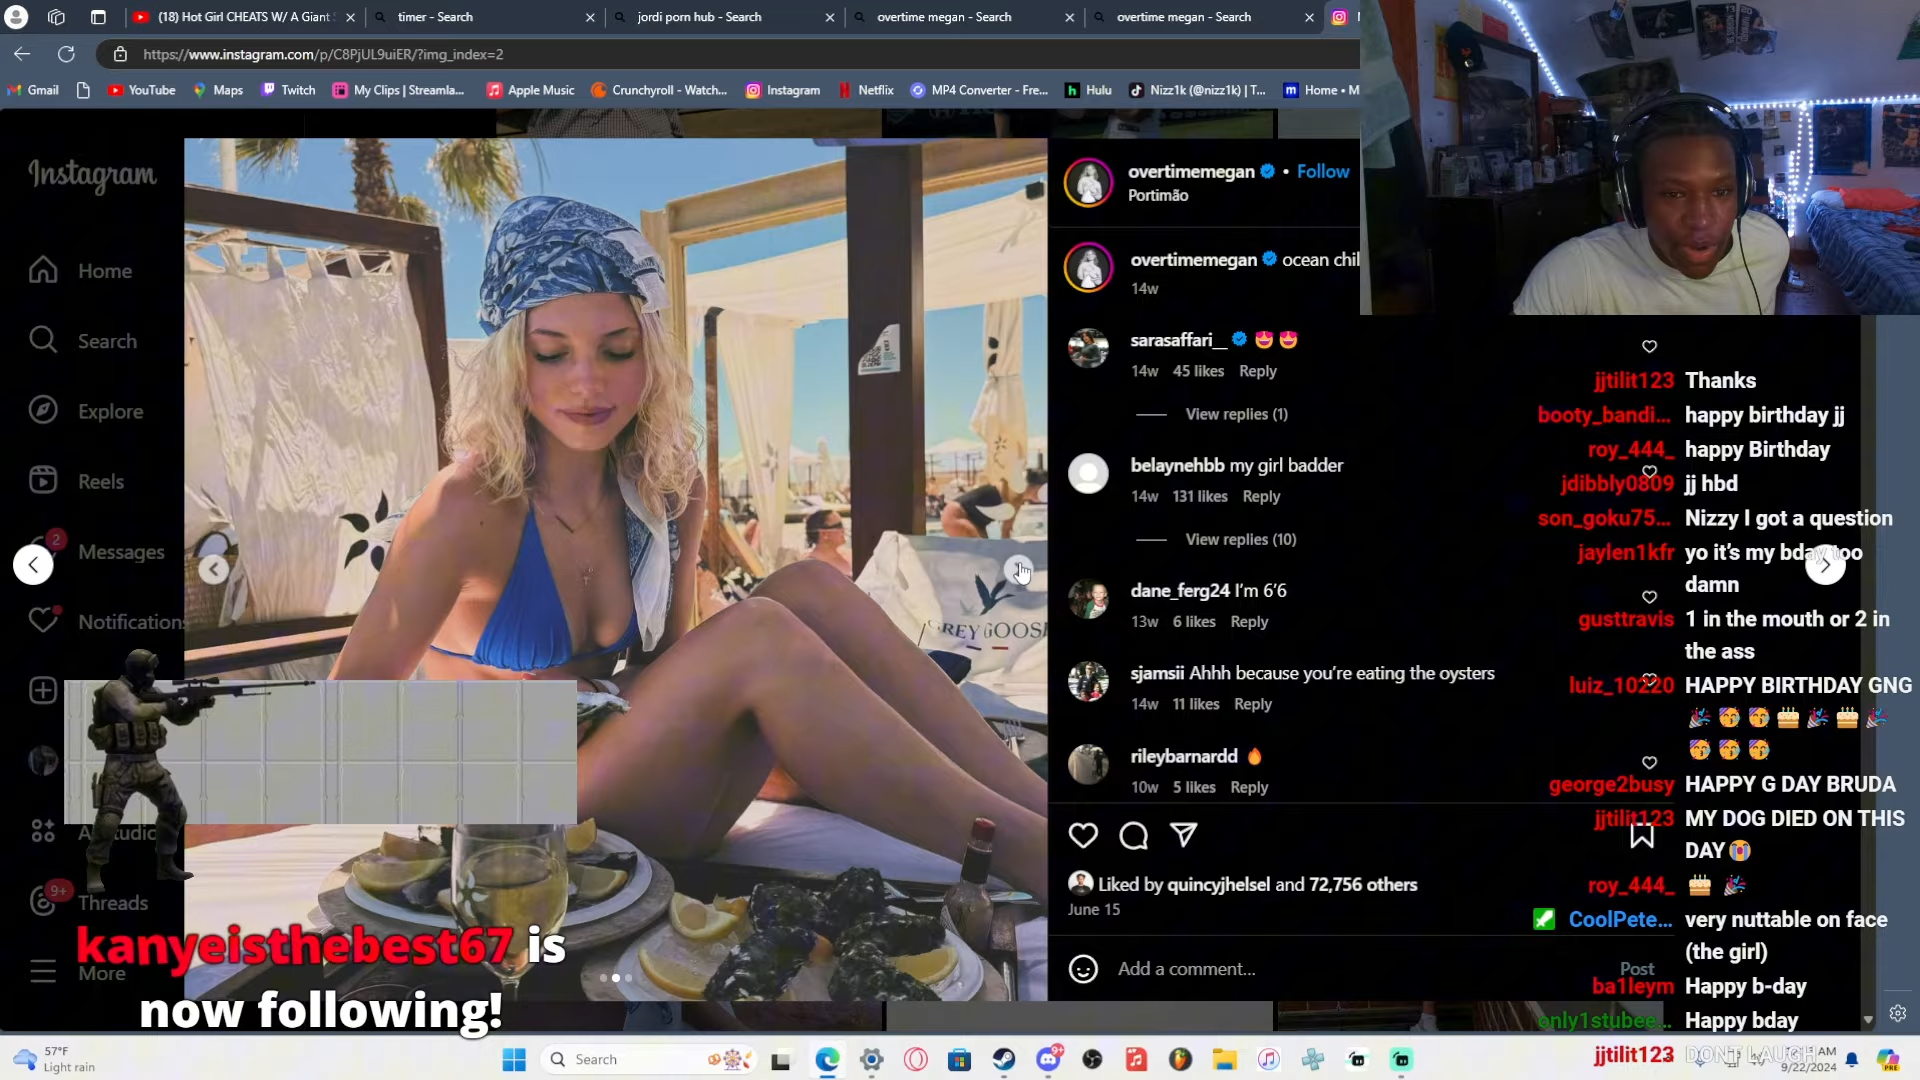 (18) Hot Girl CHEATS W/ A Giant
timer - Search
jordi porn hub - Search
overtime megan - Search
overtime megan - Search
https://www.instagram.com/p/C8PjUL9uiER/?img_index=2
Gmail
YouTube
Maps
Twitch
My Clips | Streamla...
Apple Music
Crunchyroll - Watch...
Instagram
Netflix
MP4 Converter - Fre...
Hulu
Nizz1k (@nizz1k) | T...
Home • M
Instagram
Home
Search
Explore
Reels
2
Messages
Notifications
9+
Threads
More
GREY GOOSE
overtimemegan • Follow
Portimão
overtimemegan ocean chil
14w
sarasaffari__ 😍 😍
14w 45 likes Reply
View replies (1)
belaynehbb my girl badder
14w 131 likes Reply
View replies (10)
dane_ferg24 I'm 6'6
13w 6 likes Reply
sjamsii Ahhh because you're eating the oysters
14w 11 likes Reply
rileybarnardd 🔥
10w 5 likes Reply
Liked by quincyjhelsel and 72,756 others
June 15
Add a comment...
Post
jjtilit123 Thanks
booty_bandi... happy birthday jj
roy_444_ happy Birthday
jdibbly0809 jj hbd
son_goku75... Nizzy I got a question
jaylen1kfr yo it's my bday too
damn
gusttravis 1 in the mouth or 2 in
the ass
luiz_10220 HAPPY BIRTHDAY GNG
🎉 🥳 🥳 🎂 🎉 🎂 🎉
🥳 🥳 🥳
george2busy HAPPY G DAY BRUDA
jjtilit123 MY DOG DIED ON THIS
DAY😭
roy_444_ 🎂 🎉
CoolPete... very nuttable on face
(the girl)
ba1leym Happy b-day
only1stubee... Happy bday
jjtilit123 DONT LAUGH
kanyeisthebest67 is
now following!
57°F
Light rain
Search
9+
AM
9/22/2024